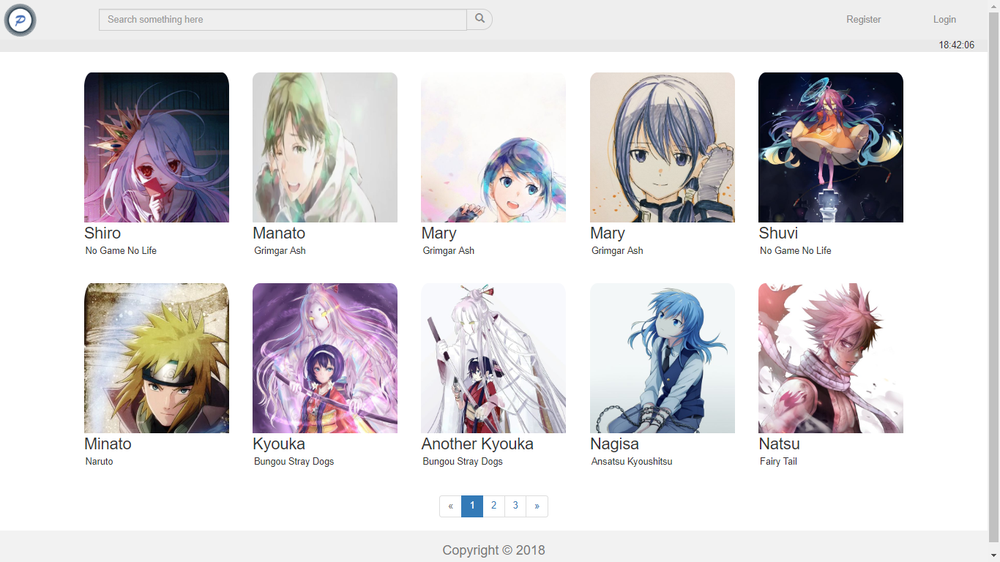 P
Search something here
Register
Login
18:42:06
Shiro
No Game No Life
Manato
Grimgar Ash
Mary
Grimgar Ash
Mary
Grimgar Ash
Shuvi
No Game No Life
Minato
Naruto
Kyouka
Bungou Stray Dogs
Another Kyouka
Bungou Stray Dogs
Nagisa
Ansatsu Kyoushitsu
Natsu
Fairy Tail
« 1 2 3 »
Copyright © 2018